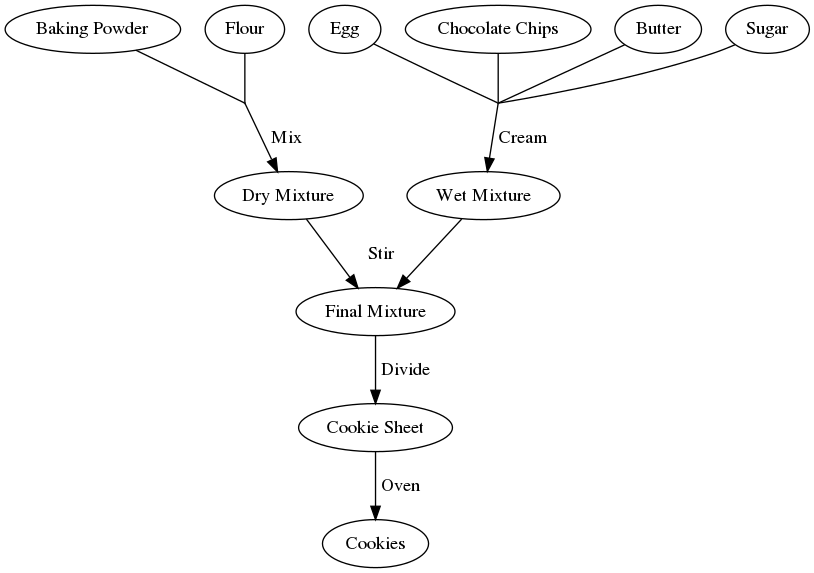 Baking Powder
Flour
Egg
Chocolate Chips
Butter
Sugar
Mix
Cream
Dry Mixture
Wet Mixture
Stir
Final Mixture
Divide
Cookie Sheet
Oven
Cookies